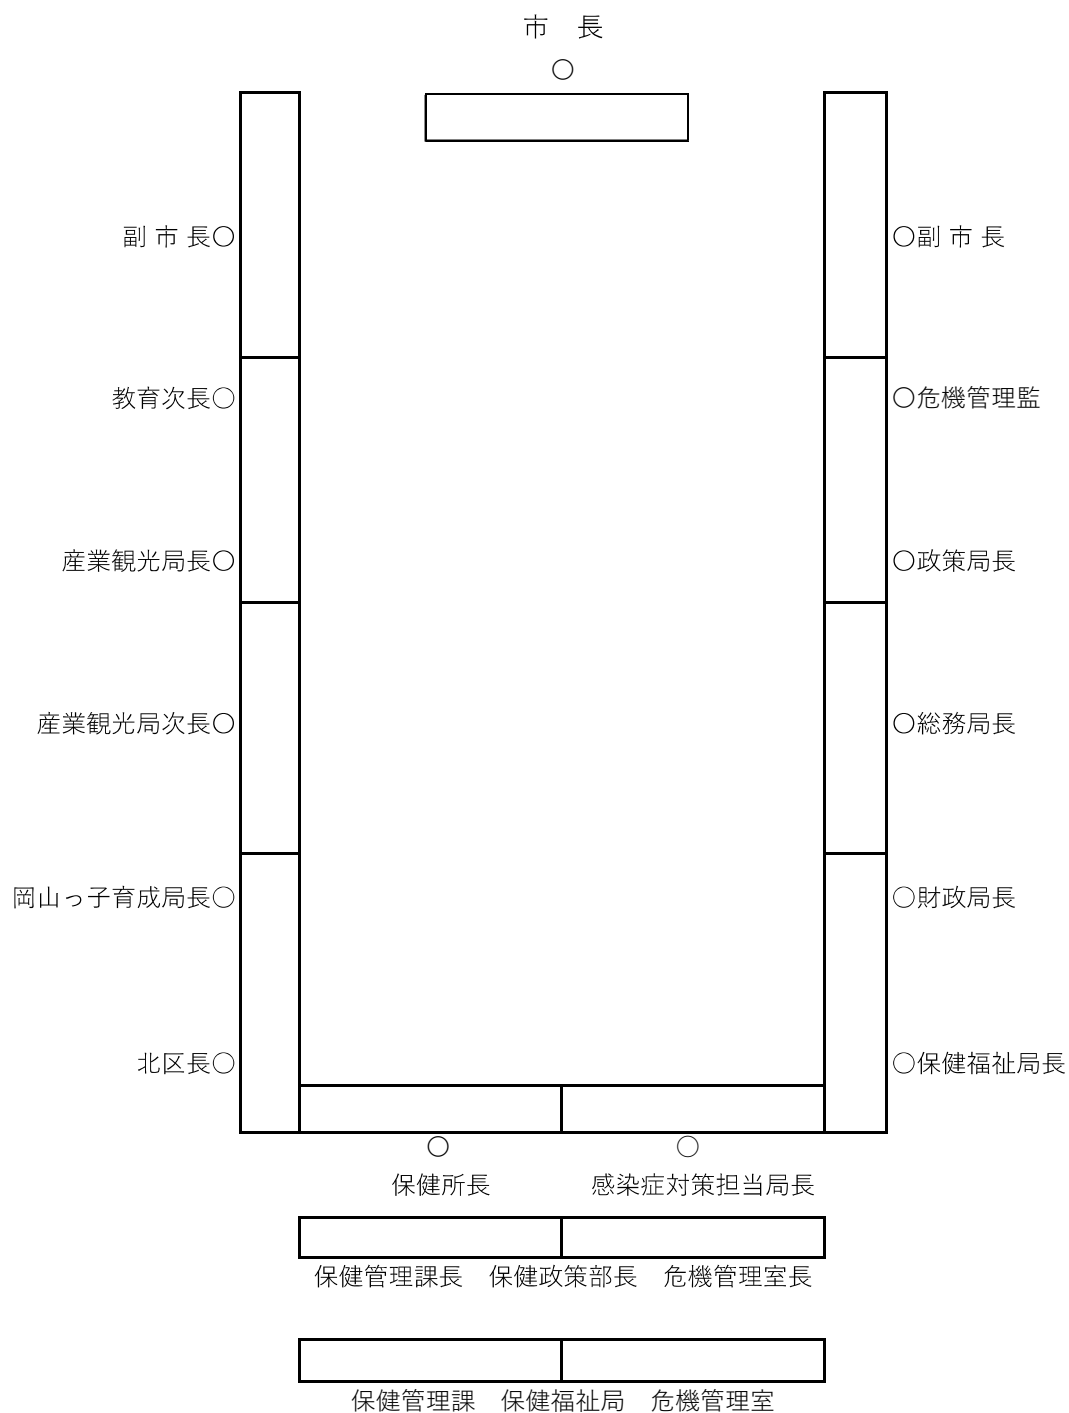 市　長
○
副 市 長○　○副 市 長
教育次長○　○危機管理監
産業観光局長○　○政策局長
産業観光局次長○　○総務局長
岡山っ子育成局長○　○財政局長
北区長○　○保健福祉局長
○　○
保健所長　感染症対策担当局長
保健管理課長　保健政策部長　危機管理室長
保健管理課　保健福祉局　危機管理室